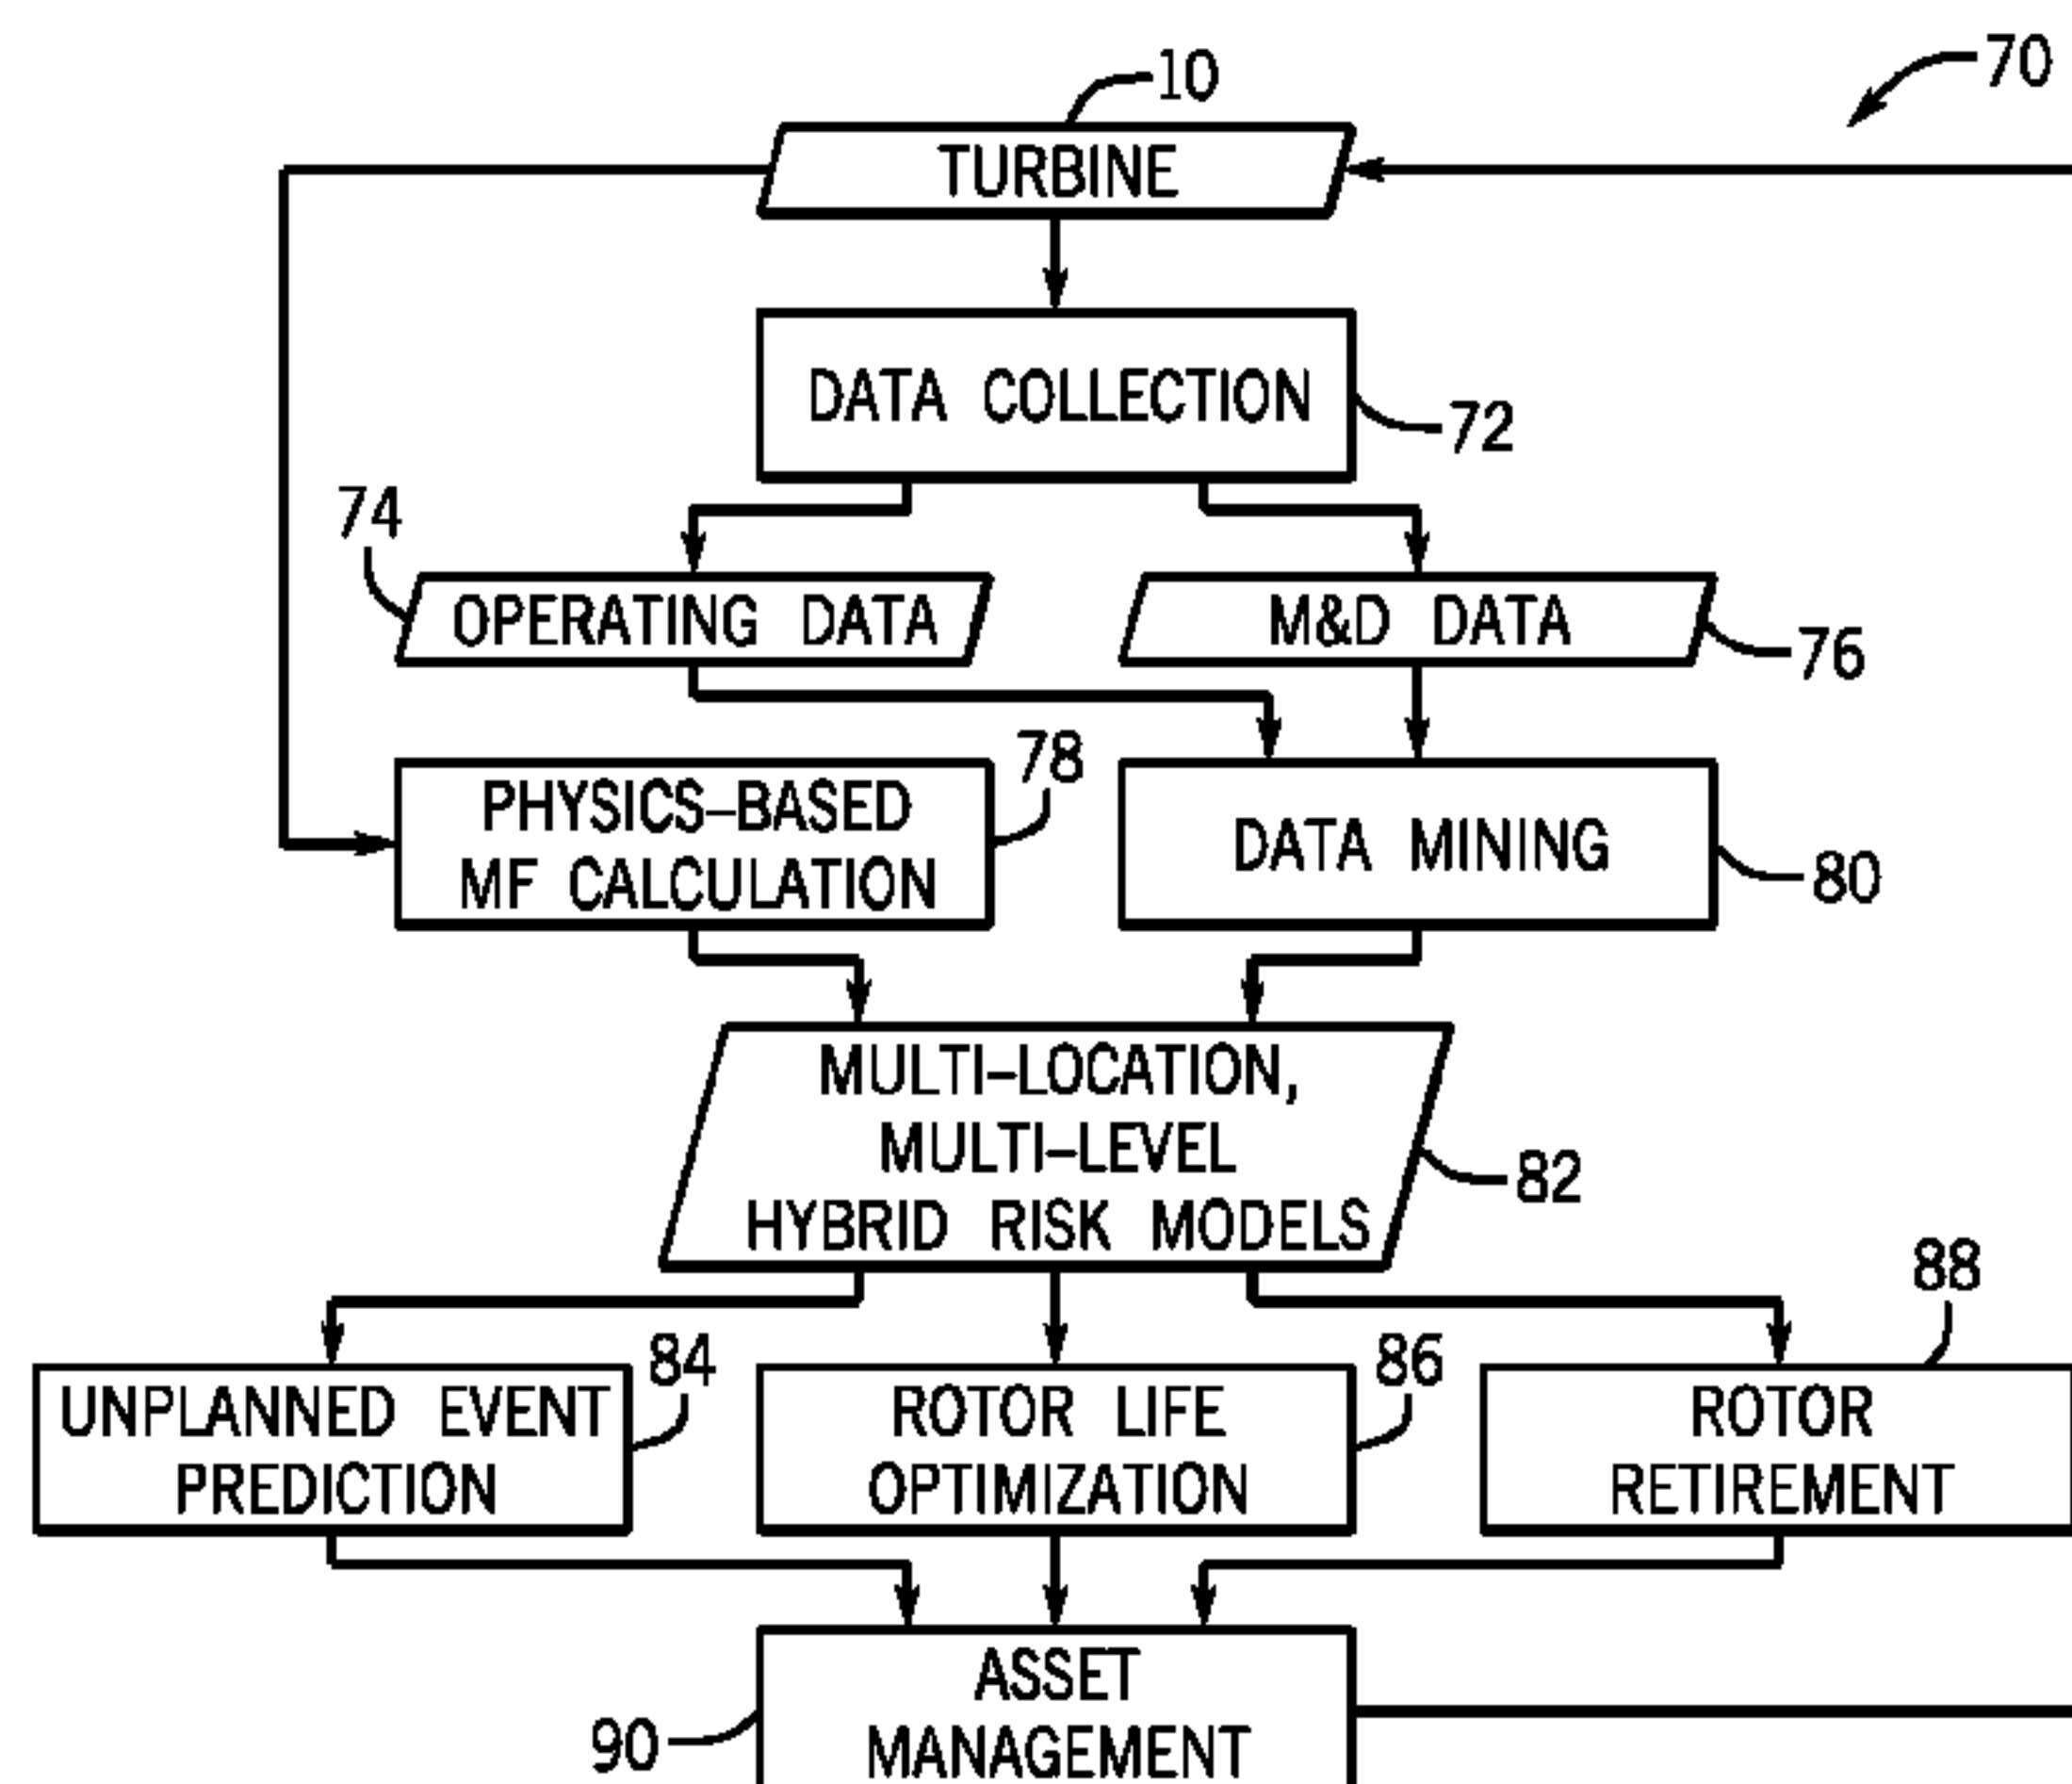 10
70
TURBINE
DATA COLLECTION
72
74
OPERATING DATA
M&D DATA
76
78
PHYSICS–BASED
MF CALCULATION
DATA MINING
80
MULTI–LOCATION,
MULTI–LEVEL
HYBRID RISK MODELS
82
88
84
86
UNPLANNED EVENT
PREDICTION
ROTOR LIFE
OPTIMIZATION
ROTOR
RETIREMENT
ASSET
MANAGEMENT
90